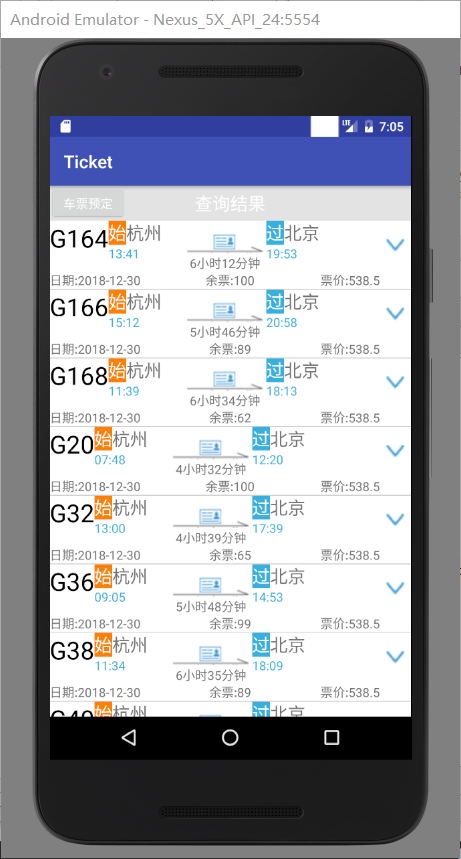 Android Emulator - Nexus_5X_API_24:5554
LTE 7:05
Ticket
车票预定 查询结果
G164 始 杭州 过 北京
13:41 19:53
6小时12分钟
日期:2018-12-30 余票:100 票价:538.5
G166 始 杭州 过 北京
15:12 20:58
5小时46分钟
日期:2018-12-30 余票:89 票价:538.5
G168 始 杭州 过 北京
11:39 18:13
6小时34分钟
日期:2018-12-30 余票:62 票价:538.5
G20 始 杭州 过 北京
07:48 12:20
4小时32分钟
日期:2018-12-30 余票:100 票价:538.5
G32 始 杭州 过 北京
13:00 17:39
4小时39分钟
日期:2018-12-30 余票:65 票价:538.5
G36 始 杭州 过 北京
09:05 14:53
5小时48分钟
日期:2018-12-30 余票:99 票价:538.5
G38 始 杭州 过 北京
11:34 18:09
6小时35分钟
日期:2018-12-30 余票:89 票价:538.5
始 杭州 过 北京